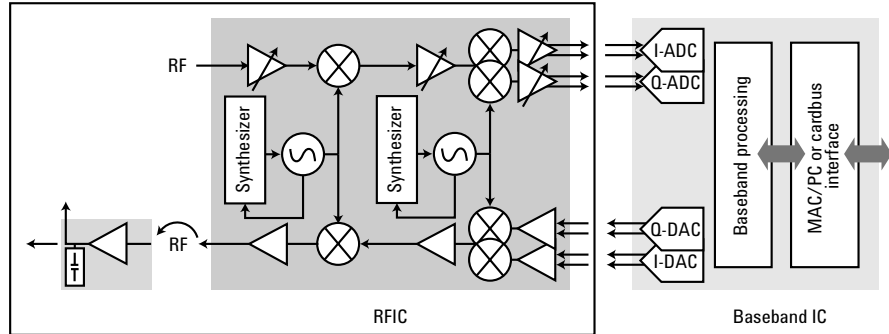 RF
I-ADC
Q-ADC
Synthesizer
Synthesizer
Baseband processing
MAC/PC or cardbus
interface
RF
Q-DAC
I-DAC
RFIC
Baseband IC